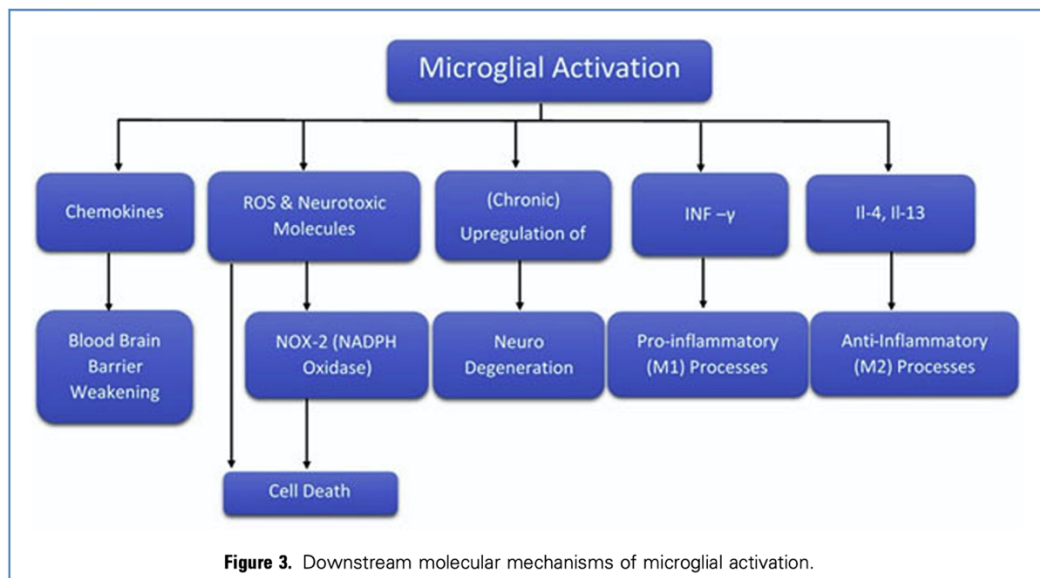 Microglial Activation
Chemokines
ROS & Neurotoxic
Molecules
(Chronic)
Upregulation of
INF –γ
Il-4, Il-13
Blood Brain
Barrier
Weakening
NOX-2 (NADPH
Oxidase)
Neuro
Degeneration
Pro-inflammatory
(M1) Processes
Anti-Inflammatory
(M2) Processes
Cell Death
Figure 3. Downstream molecular mechanisms of microglial activation.